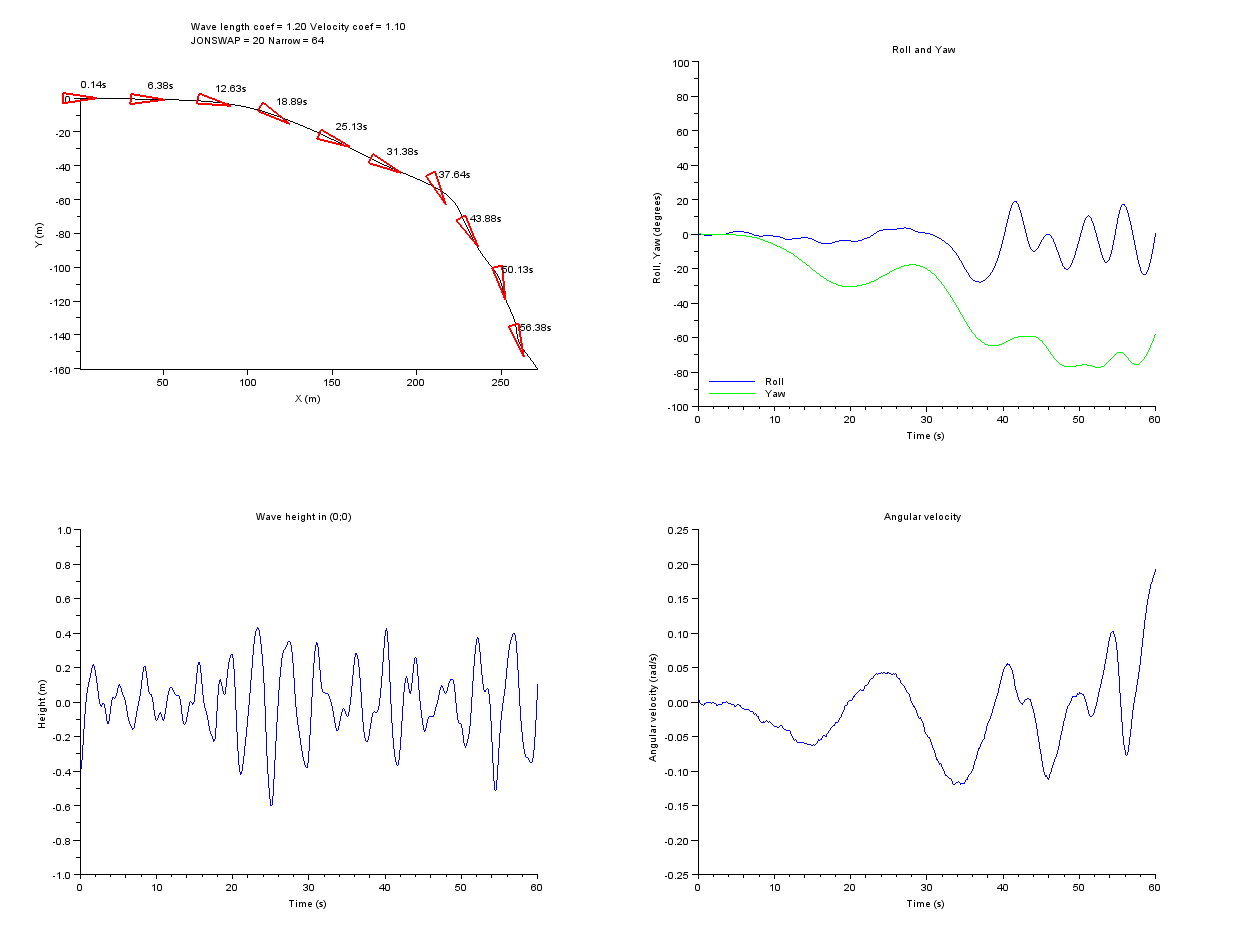 Wave length coef = 1.20 Velocity coef = 1.10
JONSWAP = 20 Narrow = 64
0.14s
6.38s
12.63s
18.89s
25.13s
31.38s
37.64s
43.88s
50.13s
56.38s
0
-20
-40
-60
-80
-100
-120
-140
-160
Y (m)
50
100
150
200
250
X (m)
Roll and Yaw
100
80
60
40
20
0
-20
-40
-60
-80
-100
Roll, Yaw (degrees)
Roll
Yaw
0
10
20
30
40
50
60
Time (s)
Wave height in (0;0)
1.0
0.8
0.6
0.4
0.2
0.0
-0.2
-0.4
-0.6
-0.8
-1.0
Height (m)
0
10
20
30
40
50
60
Time (s)
Angular velocity
0.25
0.20
0.15
0.10
0.05
0.00
-0.05
-0.10
-0.15
-0.20
-0.25
Angular velocity (rad/s)
0
10
20
30
40
50
60
Time (s)